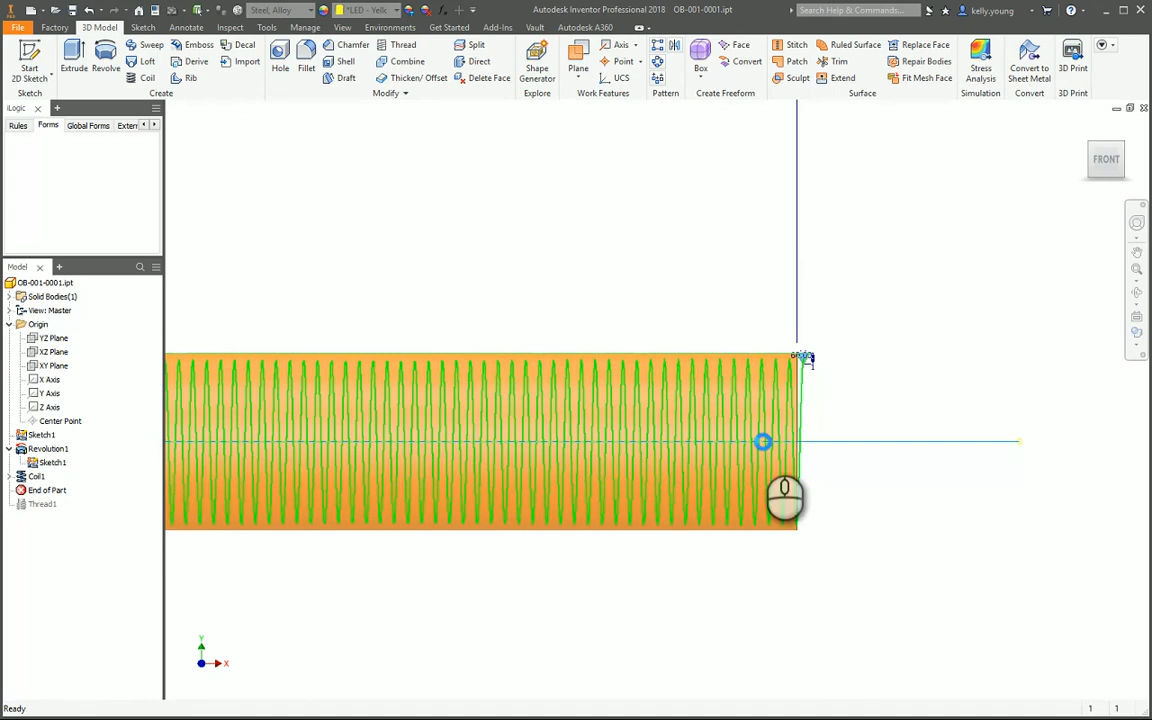 Steel, Alloy
*LED - Yellc
Autodesk Inventor Professional 2018 OB-001-0001.ipt
Search Help & Commands...
kelly.young
File Factory 3D Model Sketch Annotate Inspect Tools Manage View Environments Get Started Vault Add-Ins Autodesk A360
Start
2D Sketch
Sketch
Extrude Revolve
Sweep Emboss Decal
Loft Derive Import
Coil Rib
Create
Hole Fillet
Chamfer Thread Split
Shell Combine Direct
Draft Thicken/ Offset Delete Face
Modify
Shape
Generator
Explore
Plane
Axis
Point
UCS
Work Features
Pattern
Box
Face
Convert
Create Freeform
Stitch Ruled Surface Replace Face
Patch Trim Repair Bodies
Sculpt Extend Fit Mesh Face
Surface
Stress
Analysis
Simulation
Convert to
Sheet Metal
Convert
3D Print
3D Print
iLogic
Rules Forms Global Forms Extern
Model
OB-001-0001.ipt
Solid Bodies(1)
View: Master
Origin
YZ Plane
XZ Plane
XY Plane
X Axis
Y Axis
Z Axis
Center Point
Sketch1
Revolution1
Sketch1
Coil1
End of Part
Thread1
FRONT
Y
X
Ready
1 1